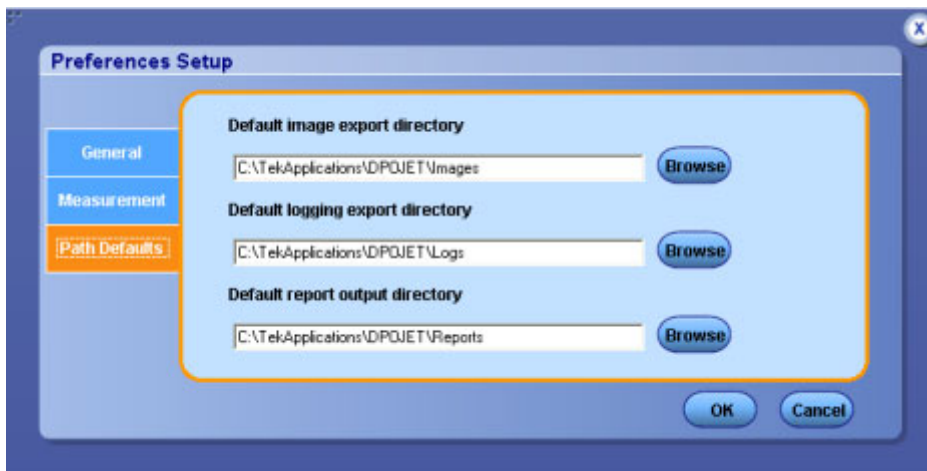 X
Preferences Setup
General
Measurement
Path Defaults
Default image export directory
C:\TekApplications\DPOJET\Images
Browse
Default logging export directory
C:\TekApplications\DPOJET\Logs
Browse
Default report output directory
C:\TekApplications\DPOJET\Reports
Browse
OK
Cancel